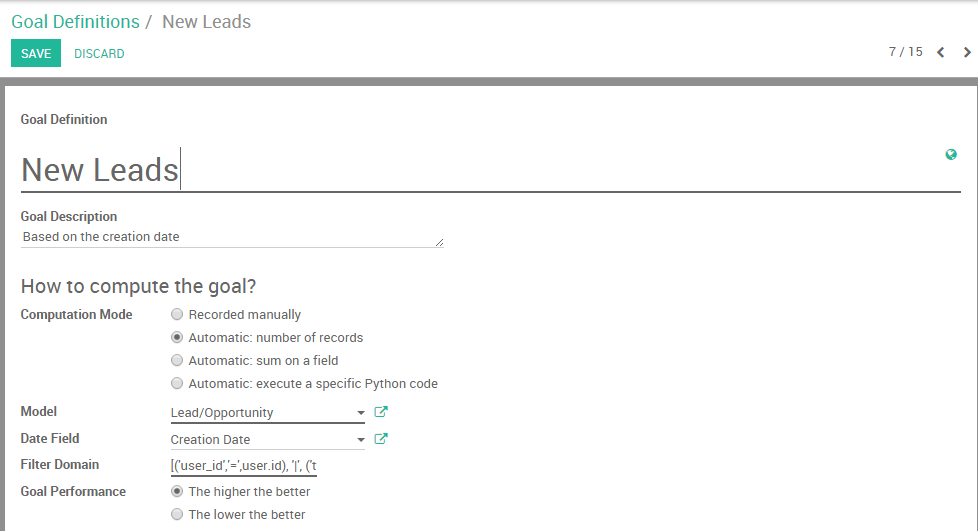 Goal Definitions / New Leads
SAVE DISCARD
7 / 15
Goal Definition
New Leads
Goal Description
Based on the creation date
How to compute the goal?
Computation Mode
Recorded manually
Automatic: number of records
Automatic: sum on a field
Automatic: execute a specific Python code
Model Lead/Opportunity
Date Field Creation Date
Filter Domain [('user_id','=',user.id), '|', ('t
Goal Performance The higher the better
The lower the better